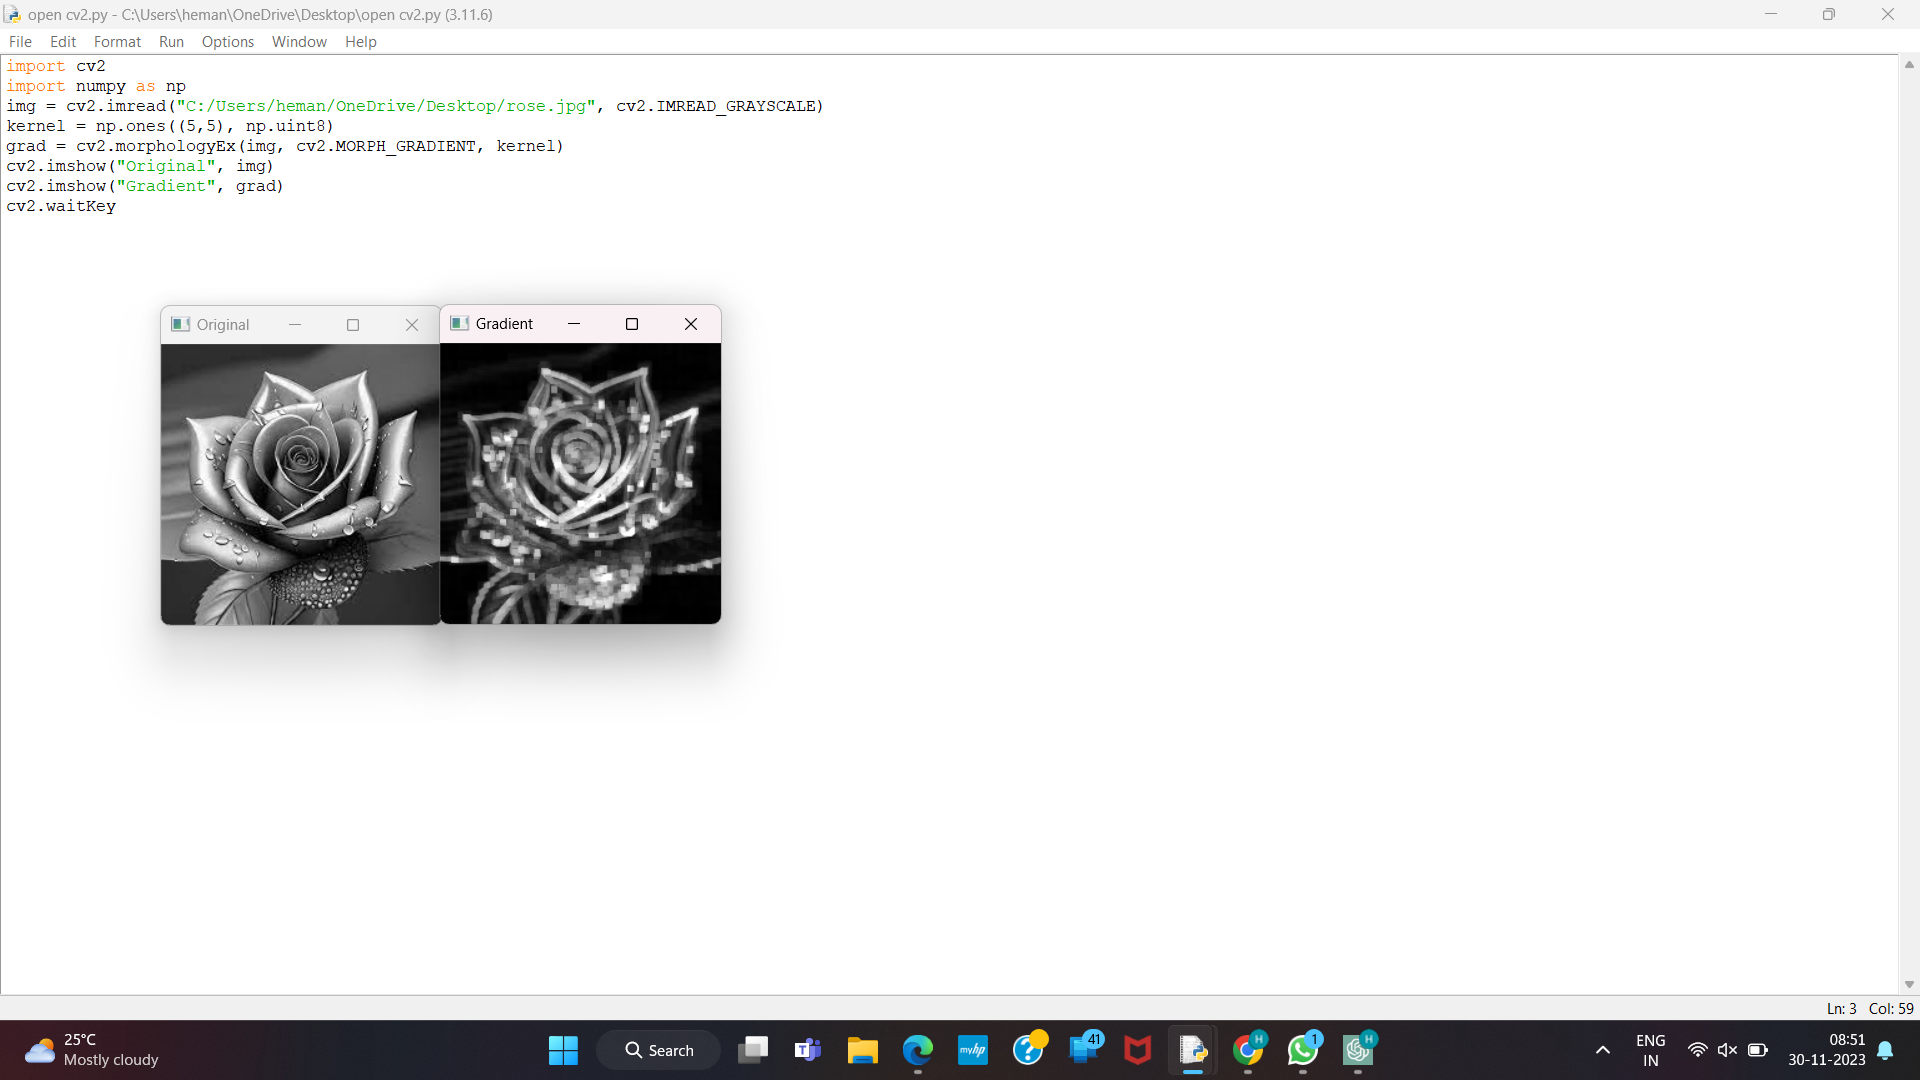 open cv2.py - C:\Users\heman\OneDrive\Desktop\open cv2.py (3.11.6)
File Edit Format Run Options Window Help
import cv2
import numpy as np
img = cv2.imread("C:/Users/heman/OneDrive/Desktop/rose.jpg", cv2.IMREAD_GRAYSCALE)
kernel = np.ones((5,5), np.uint8)
grad = cv2.morphologyEx(img, cv2.MORPH_GRADIENT, kernel)
cv2.imshow("Original", img)
cv2.imshow("Gradient", grad)
cv2.waitKey
Original
Gradient
Ln: 3 Col: 59
25°C
Mostly cloudy
Search
T
myhp
?
41
H
1
H
ENG
IN
08:51
30-11-2023